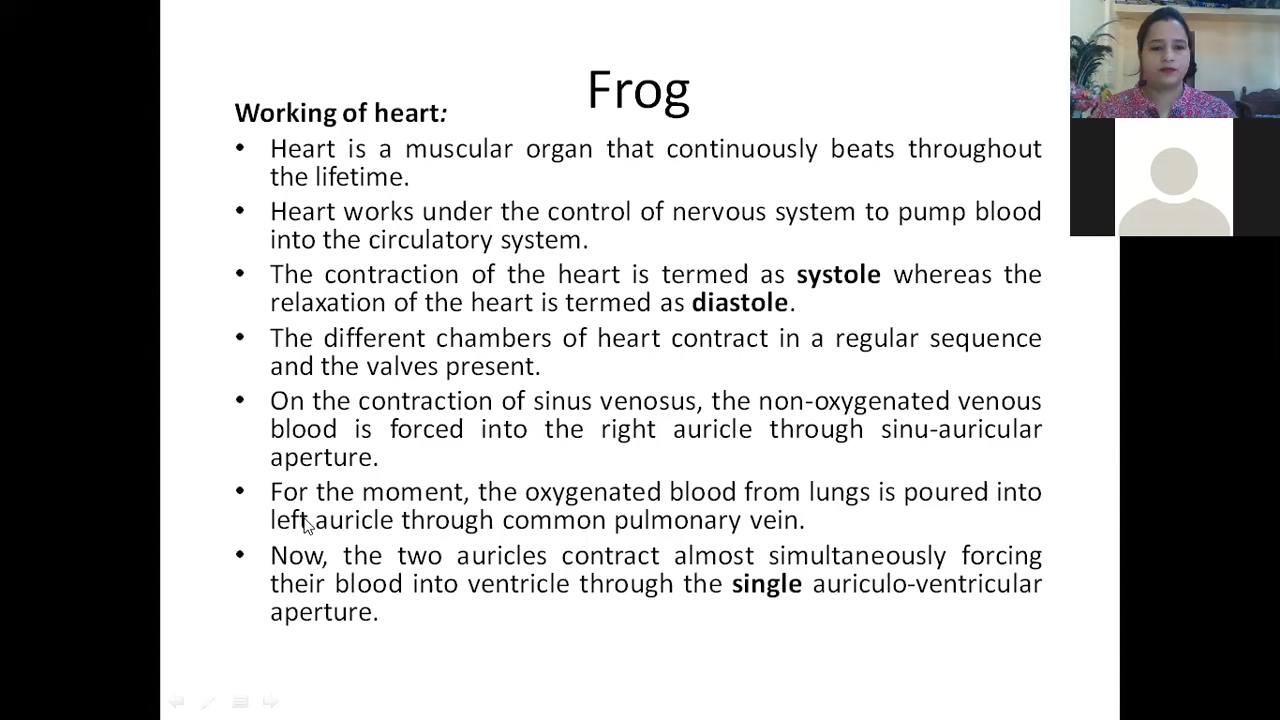 Frog
Working of heart:
• Heart is a muscular organ that continuously beats throughout
the lifetime.
• Heart works under the control of nervous system to pump blood
into the circulatory system.
• The contraction of the heart is termed as systole whereas the
relaxation of the heart is termed as diastole.
• The different chambers of heart contract in a regular sequence
and the valves present.
• On the contraction of sinus venosus, the non-oxygenated venous
blood is forced into the right auricle through sinu-auricular
aperture.
• For the moment, the oxygenated blood from lungs is poured into
left auricle through common pulmonary vein.
• Now, the two auricles contract almost simultaneously forcing
their blood into ventricle through the single auriculo-ventricular
aperture.